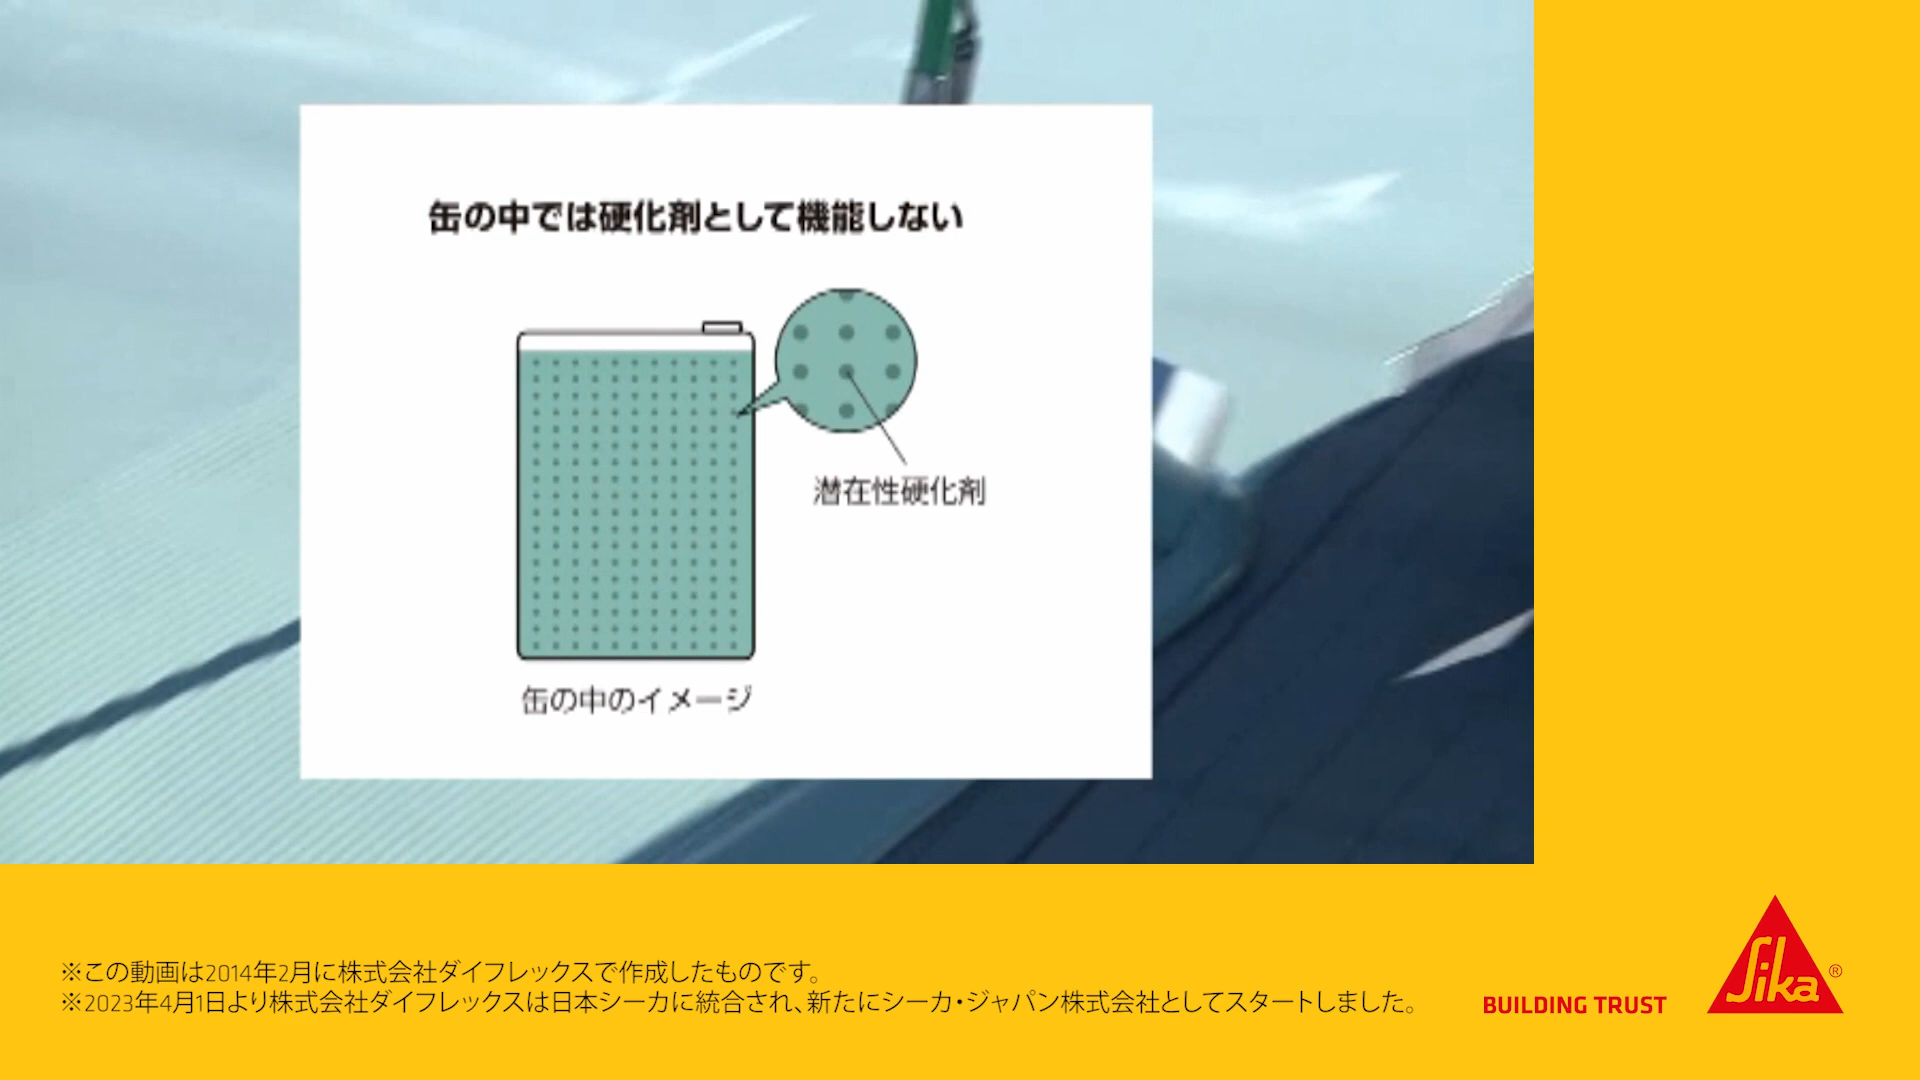 缶の中では硬化剤として機能しない
潜在性硬化剤
缶の中のイメージ
※この動画は2014年2月に株式会社ダイフレックスで作成したものです。
※2023年4月1日より株式会社ダイフレックスは日本シーカに統合され、新たにシーカ・ジャパン株式会社としてスタートしました。
BUILDING TRUST
Sika®